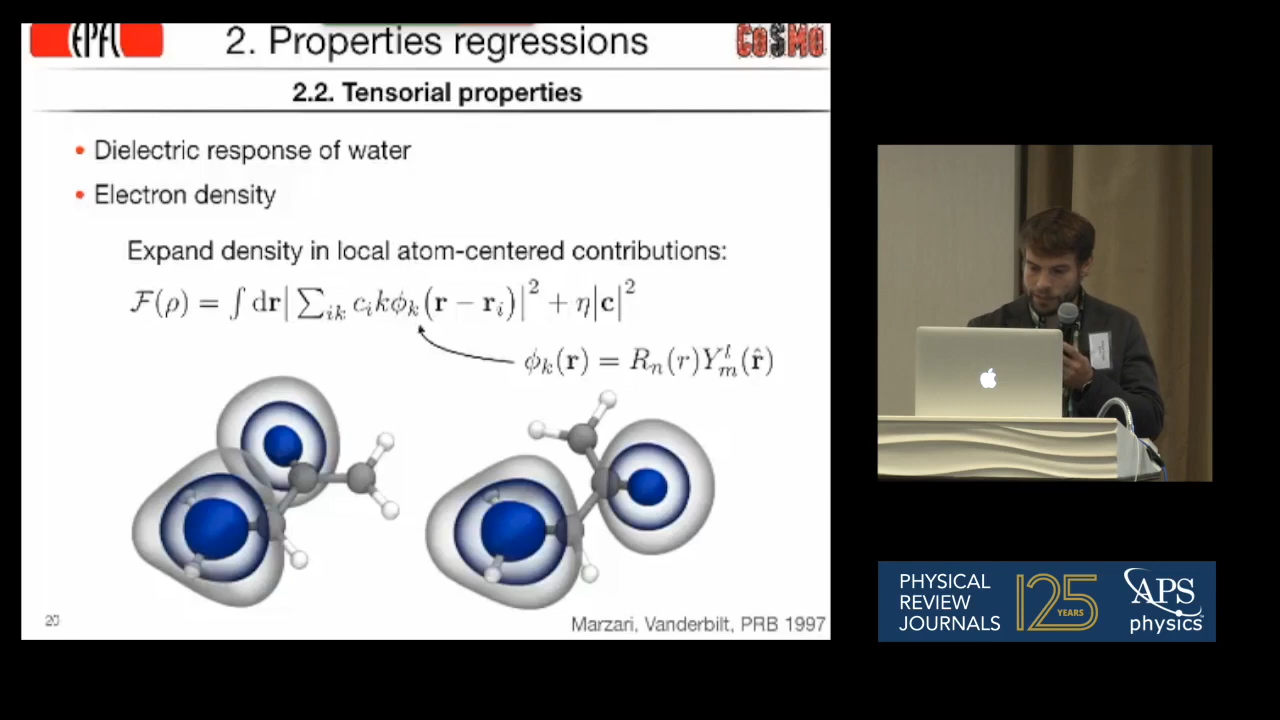 EPFL
2. Properties regressions
COSMO
2.2. Tensorial properties
• Dielectric response of water
• Electron density
Expand density in local atom-centered contributions:
ℱ(ρ) = ∫ dr|∑ᵢₖ cᵢkϕₖ(r − rᵢ)|² + η|c|²
ϕₖ(r) = Rₙ(r)Yₘˡ(r̂)
20
Marzari, Vanderbilt, PRB 1997
PHYSICAL
REVIEW
JOURNALS
125
YEARS
APS
physics